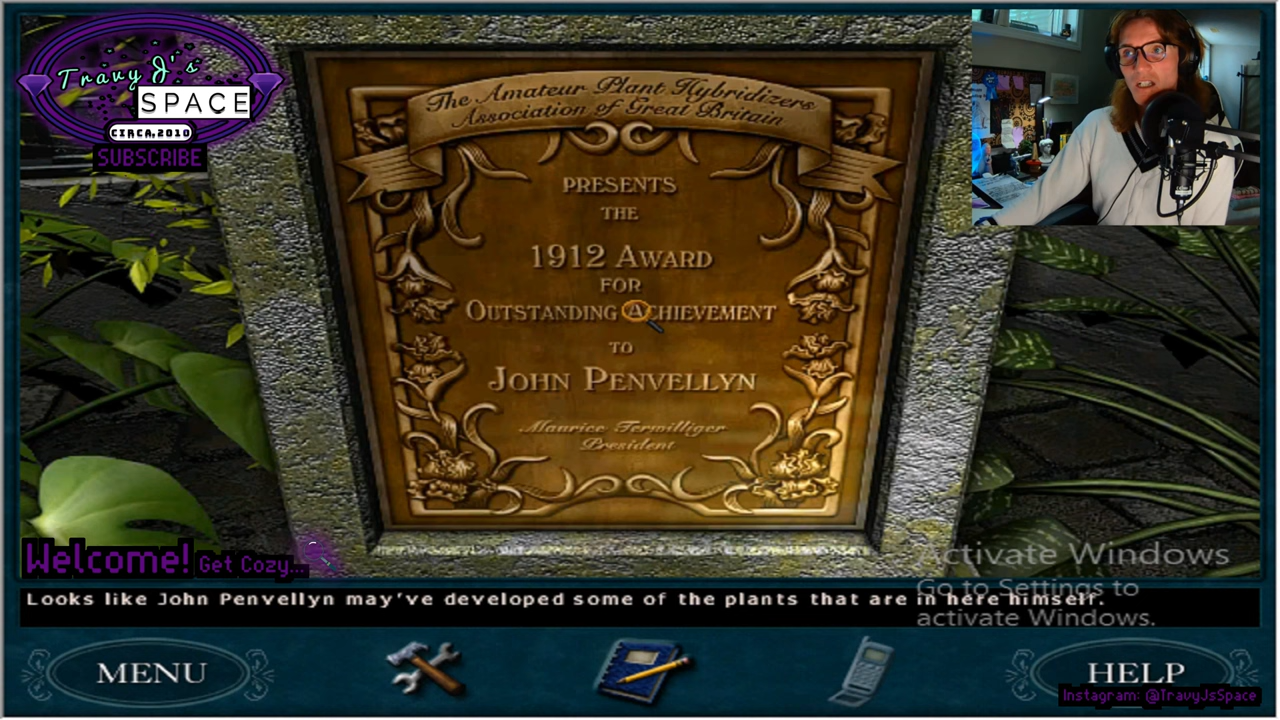 Travy J's
SPACE
CIRCA.2010
SUBSCRIBE
The Amateur Plant Hybridizers
Association of Great Britain
PRESENTS
THE
1912 AWARD
FOR
OUTSTANDING ACHIEVEMENT
TO
JOHN PENVELLYN
Maurice Terwilliger
President
Welcome! Get Cozy...
Activate Windows
Go to Settings to
activate Windows.
Looks like John Penvellyn may've developed some of the plants that are in here himself.
MENU
HELP
Instagram: @TravyJsSpace